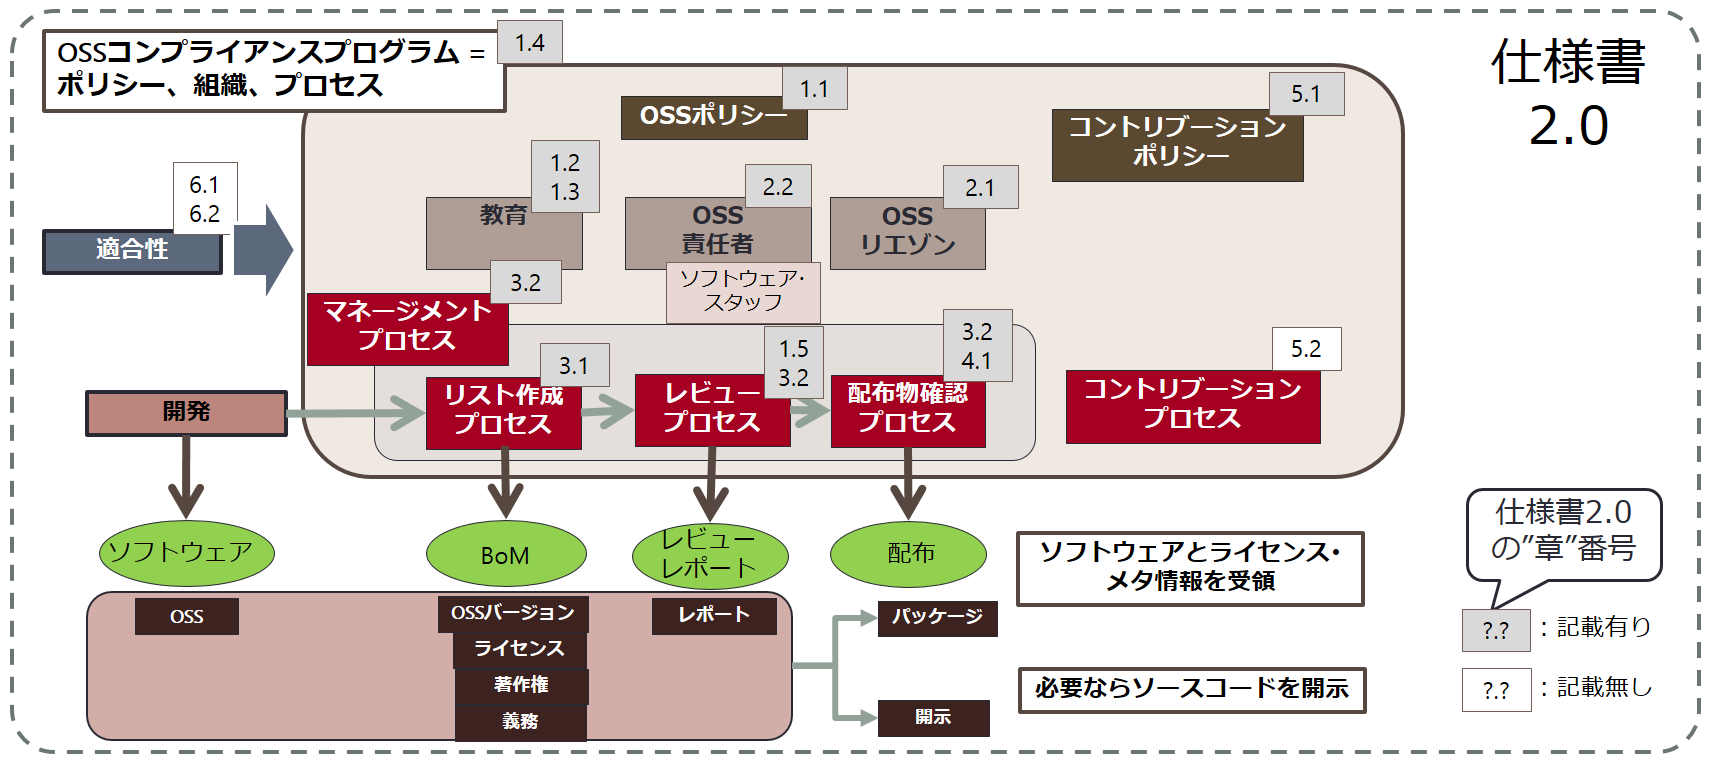 OSSコンプライアンスプログラム =
ポリシー、組織、プロセス
1.4
仕様書
2.0
1.1
OSSポリシー
5.1
コントリブーション
ポリシー
6.1
6.2
適合性
1.2
1.3
教育
2.2
OSS
責任者
2.1
OSS
リエゾン
ソフトウェア・
スタッフ
3.2
マネージメント
プロセス
3.1
リスト作成
プロセス
1.5
3.2
レビュー
プロセス
3.2
4.1
配布物確認
プロセス
5.2
コントリブーション
プロセス
開発
ソフトウェア
BoM
レビュー
レポート
配布
ソフトウェアとライセンス・
メタ情報を受領
仕様書2.0
の”章”番号
OSS
OSSバージョン
ライセンス
著作権
義務
レポート
パッケージ
開示
必要ならソースコードを開示
?.?
：記載有り
?.?
：記載無し